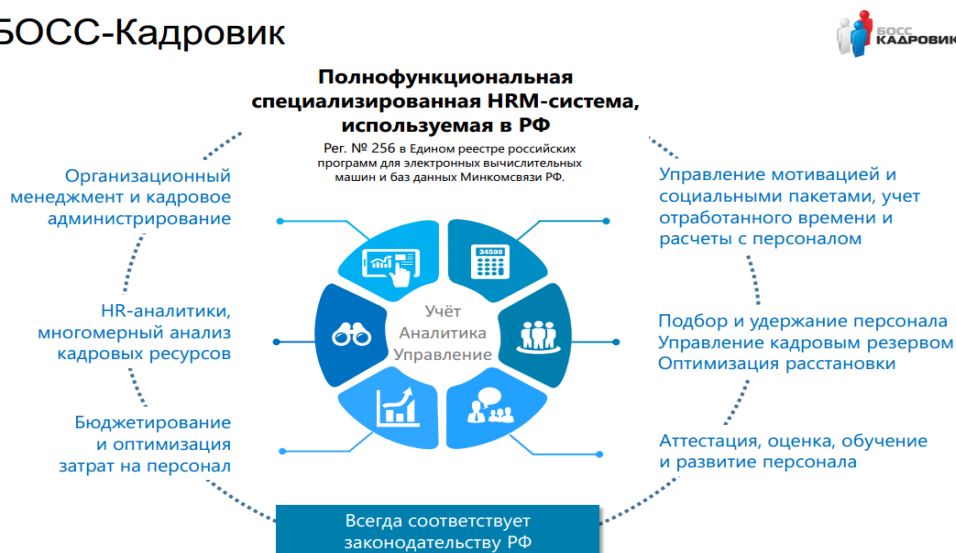 БОСС-Кадровик
БОСС
КАДРОВИК
Полнофункциональная
специализированная HRM-система,
используемая в РФ
Рег. № 256 в Едином реестре российских
программ для электронных вычислительных
машин и баз данных Минкомсвязи РФ.
Организационный
менеджмент и кадровое
администрирование
HR-аналитики,
многомерный анализ
кадровых ресурсов
Бюджетирование
и оптимизация
затрат на персонал
34500
Учёт
Аналитика
Управление
Управление мотивацией и
социальными пакетами, учет
отработанного времени и
расчеты с персоналом
Подбор и удержание персонала
Управление кадровым резервом
Оптимизация расстановки
Аттестация, оценка, обучение
и развитие персонала
Всегда соответствует
законодательству РФ